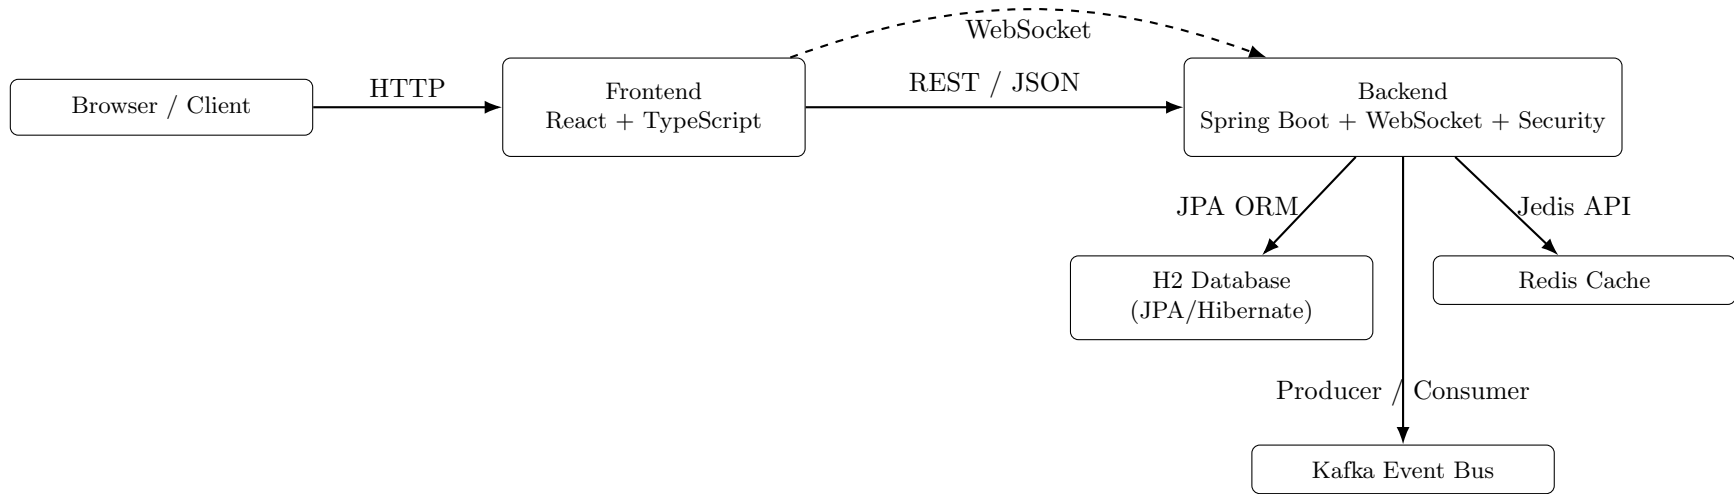 WebSocket
Browser / Client
HTTP
Frontend
React + TypeScript
REST / JSON
Backend
Spring Boot + WebSocket + Security
JPA ORM
Jedis API
H2 Database
(JPA/Hibernate)
Redis Cache
Producer / Consumer
Kafka Event Bus